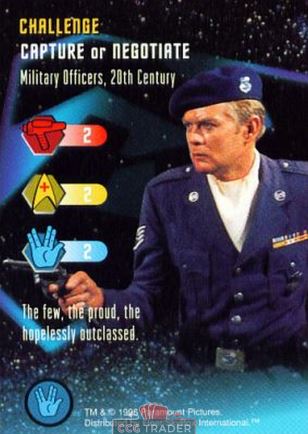 CHALLENGE
CAPTURE or NEGOTIATE
Military Officers, 20th Century
2
2
2
The few, the proud, the
hopelessly outclassed.
TM & © 1996 Paramount Pictures.
CCG TRADER International.™